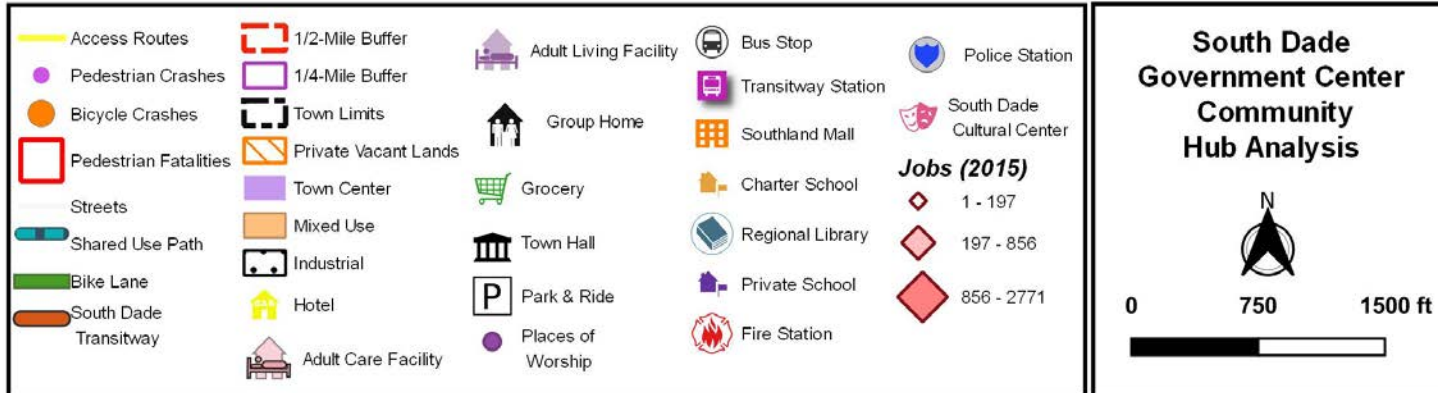 Access Routes
Pedestrian Crashes
Bicycle Crashes
Pedestrian Fatalities
Streets
Shared Use Path
Bike Lane
South Dade
Transitway
1/2-Mile Buffer
1/4-Mile Buffer
Town Limits
Private Vacant Lands
Town Center
Mixed Use
Industrial
Hotel
Adult Care Facility
Adult Living Facility
Group Home
Grocery
Town Hall
P
Park & Ride
Places of
Worship
Bus Stop
Transitway Station
Southland Mall
Charter School
Regional Library
Private School
Fire Station
Police Station
South Dade
Cultural Center
Jobs (2015)
1 - 197
197 - 856
856 - 2771
South Dade
Government Center
Community
Hub Analysis
N
0 750 1500 ft